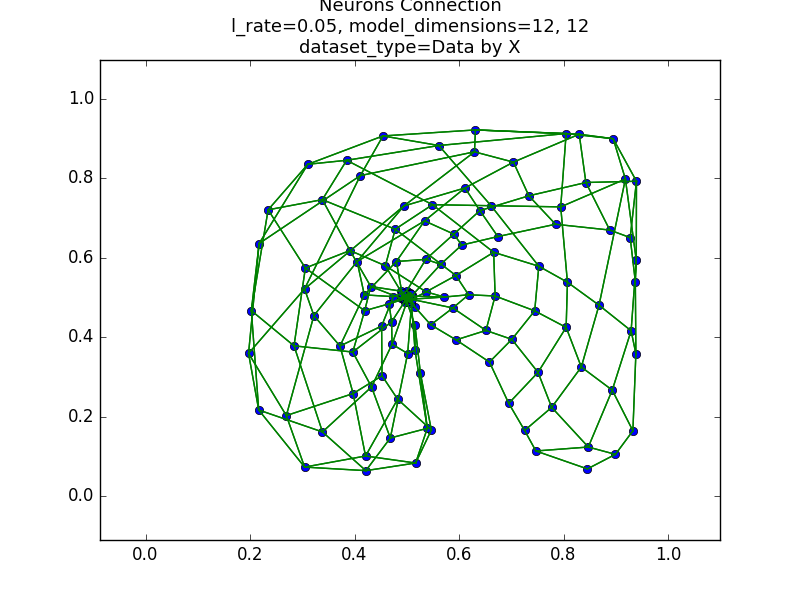 Neurons Connection
l_rate=0.05, model_dimensions=12, 12
dataset_type=Data by X
1.0
0.8
0.6
0.4
0.2
0.0
0.0 0.2 0.4 0.6 0.8 1.0